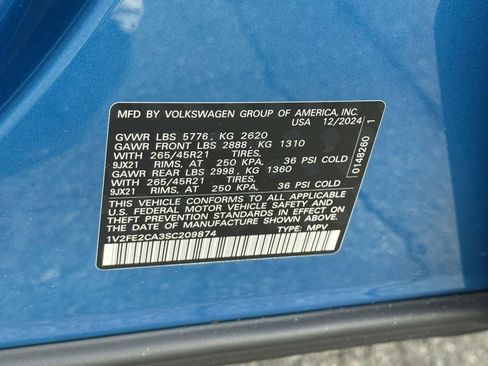 MFD BY VOLKSWAGEN GROUP OF AMERICA, INC.
USA 12/2024
GVWR LBS 5776, KG 2620
GAWR FRONT LBS 2888, KG 1310
WITH 265/45R21 TIRES,
9JX21 RIMS, AT 250 KPA, 36 PSI COLD
GAWR REAR LBS 2998, KG 1360
WITH 265/45R21 TIRES,
9JX21 RIMS, AT 250 KPA, 36 PSI COLD
THIS VEHICLE CONFORMS TO ALL APPLICABLE
U.S. FEDERAL MOTOR VEHICLE SAFETY AND
THEFT PREVENTION STANDARDS IN EFFECT ON
THE DATE OF MANUFACTURE SHOWN ABOVE.
1V2FE2CA3SC209874 TYPE: MPV
0148260 1